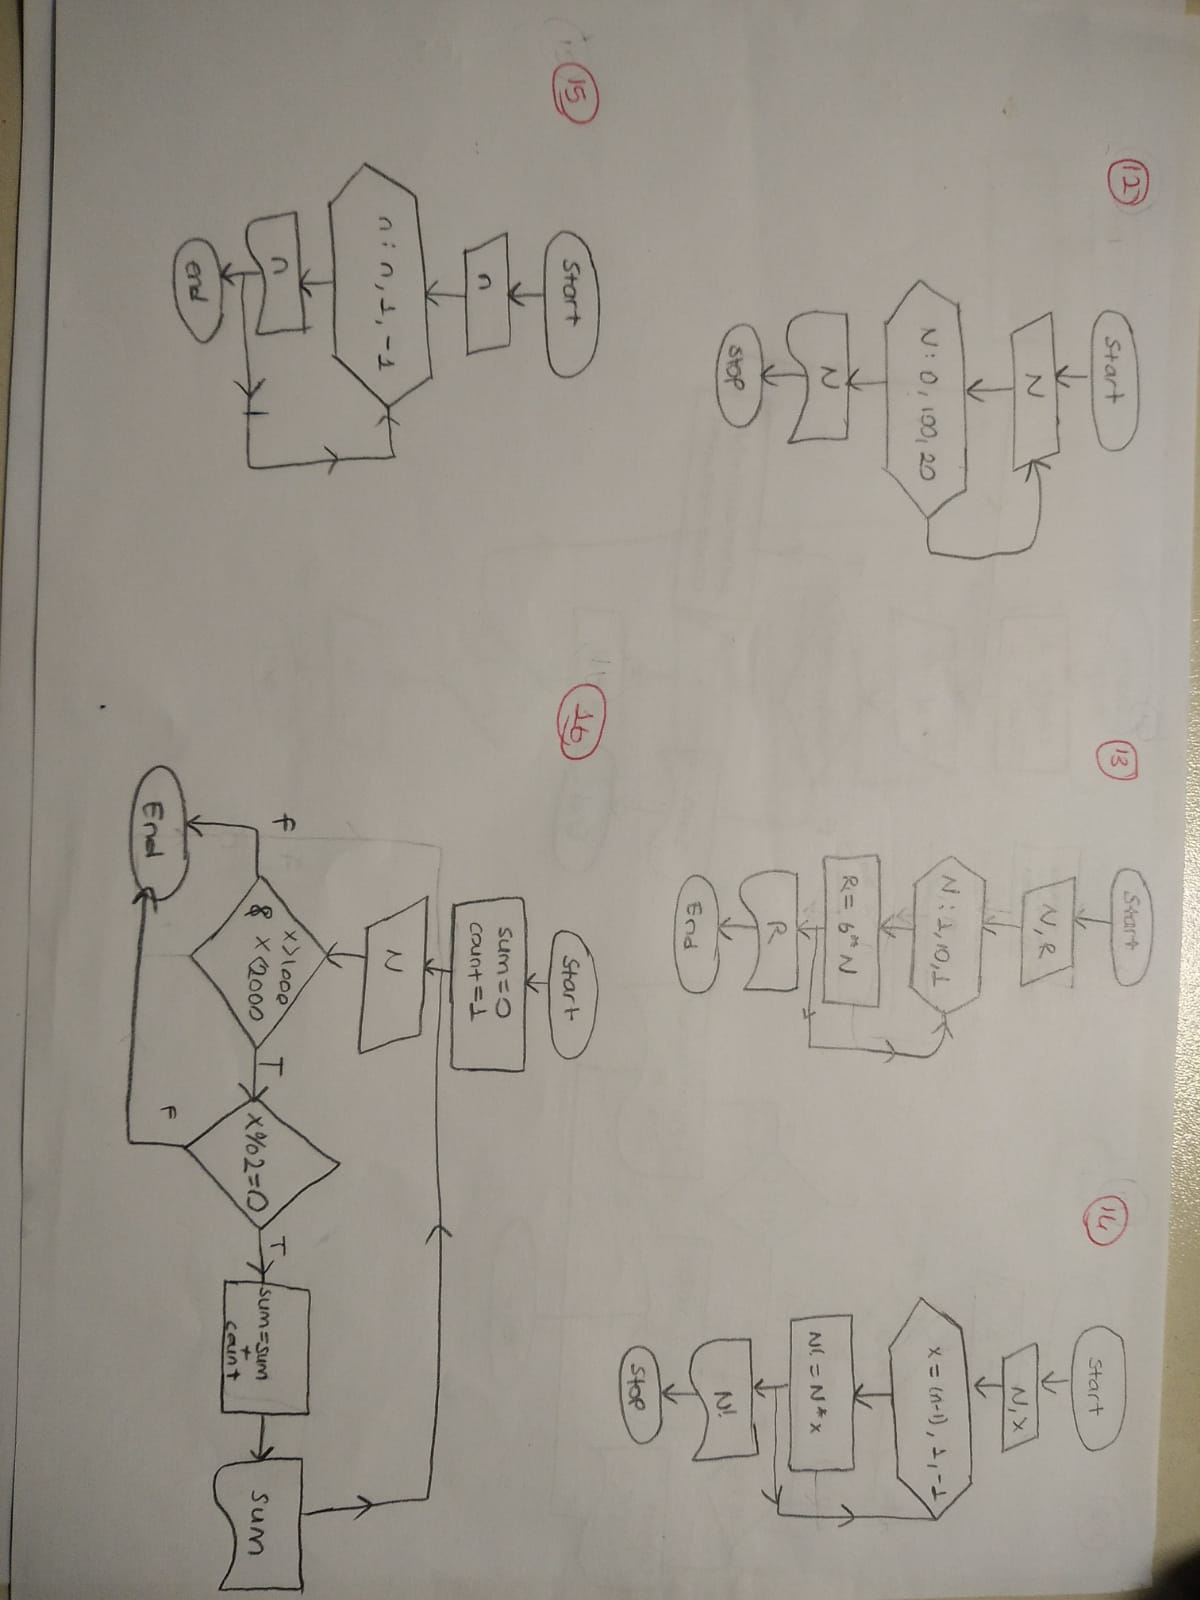 12
Start
N
N: 0, 100, 20
N
Stop
13
Start
N, R
N: 1, 10, 1
R = 6 * N
R
End
14
Start
N, X
x = (n-1), 1, -1
N! = N * x
N!
Stop
15
Start
n
n: n, 1, -1
n
end
16
Start
sum = 0
count = 1
N
x>1000
& x<2000
F
T
End
x%2=0
F
T
sum = sum
+
count
sum